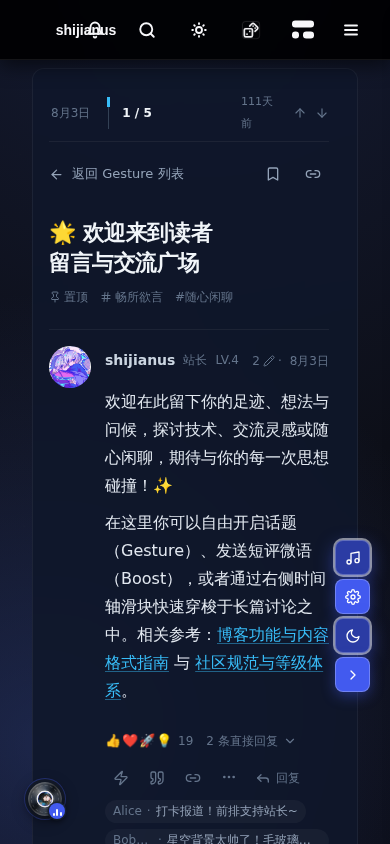 shijianus
8月3日
1 / 5
111天
前
返回 Gesture 列表
🌟 欢迎来到读者
留言与交流广场
置顶 # 畅所欲言 #随心闲聊
shijianus 站长 LV.4 2 · 8月3日
欢迎在此留下你的足迹、想法与
问候，探讨技术、交流灵感或随
心闲聊，期待与你的每一次思想
碰撞！✨
在这里你可以自由开启话题
（Gesture）、发送短评微语
（Boost），或者通过右侧时间
轴滑块快速穿梭于长篇讨论之
中。相关参考：博客功能与内容
格式指南 与 社区规范与等级体
系。
👍❤️🚀💡 19 2 条直接回复
回复
Alice · 打卡报道！前排支持站长~
Bob... · 星空背景太帅了！毛玻璃...